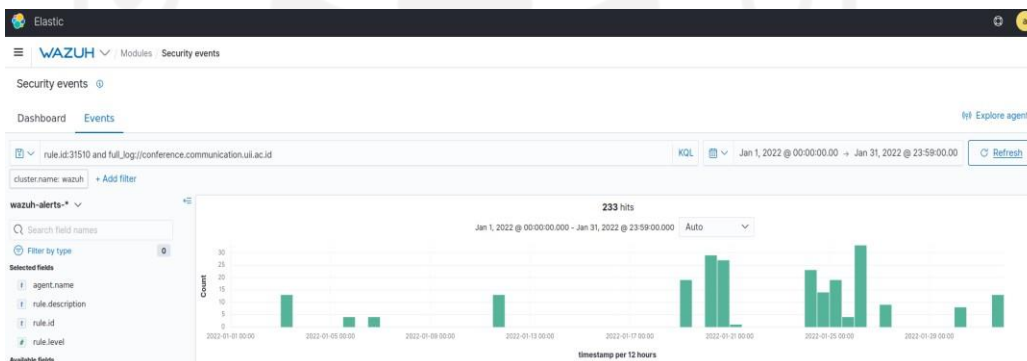 Elastic
WAZUH Modules Security events
Security events
Dashboard Events
Explore agent
rule.id:31510 and full_log://conference.communication.uii.ac.id KQL Jan 1, 2022 @ 00:00:00.00 → Jan 31, 2022 @ 23:59:00.00 Refresh
cluster.name: wazuh + Add filter
wazuh-alerts-*
Search field names
Filter by type 0
Selected fields
t agent.name
t rule.description
t rule.id
# rule.level
Available fields
233 hits
Jan 1, 2022 @ 00:00:00.000 - Jan 31, 2022 @ 23:59:00.000 Auto
Count
30
25
20
15
10
5
0
2022-01-01 00:00 2022-01-05 00:00 2022-01-09 00:00 2022-01-13 00:00 2022-01-17 00:00 2022-01-21 00:00 2022-01-25 00:00 2022-01-29 00:00
timestamp per 12 hours